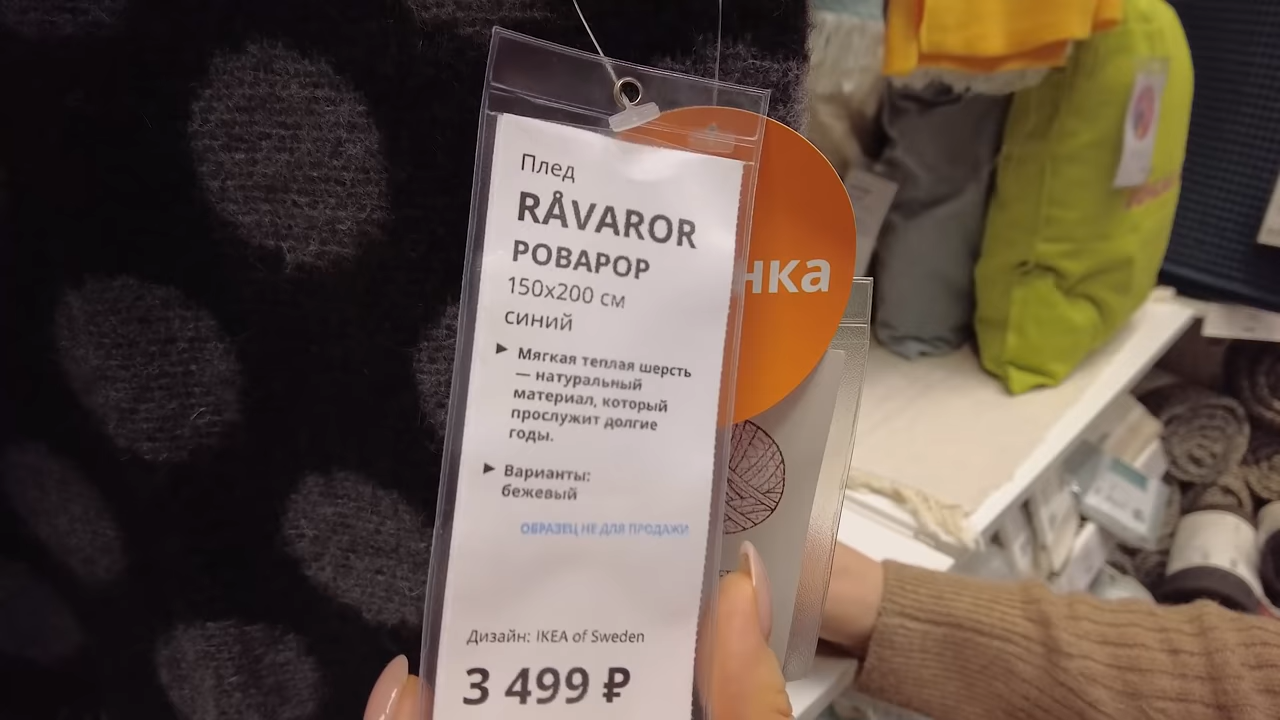 Плед
RÅVAROR
РОВАРОР
150x200 см
синий
Мягкая теплая шерсть
— натуральный
материал, который
прослужит долгие
годы.
Варианты:
бежевый
ОБРАЗЕЦ НЕ ДЛЯ ПРОДАЖИ
Дизайн: IKEA of Sweden
3 499 ₽
нка